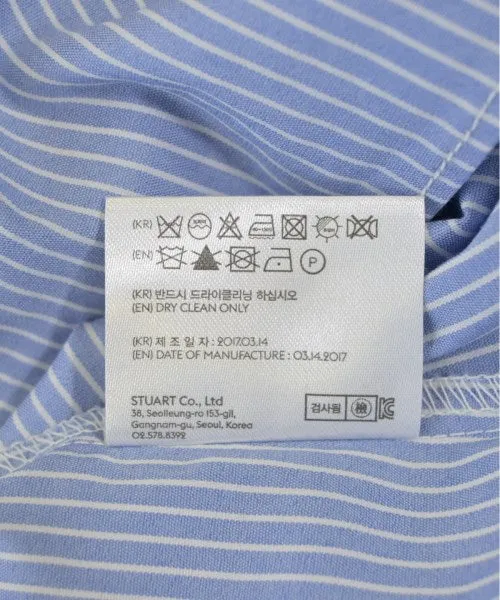 (KR)
(EN)
(KR) 반드시 드라이클리닝 하십시오
(EN) DRY CLEAN ONLY
(KR) 제 조 일 자 : 2017.03.14
(EN) DATE OF MANUFACTURE : 03.14.2017
STUART Co., Ltd
38, Seolleung-ro 153-gil,
Gangnam-gu, Seoul, Korea
02.578.8392
검사필 檢